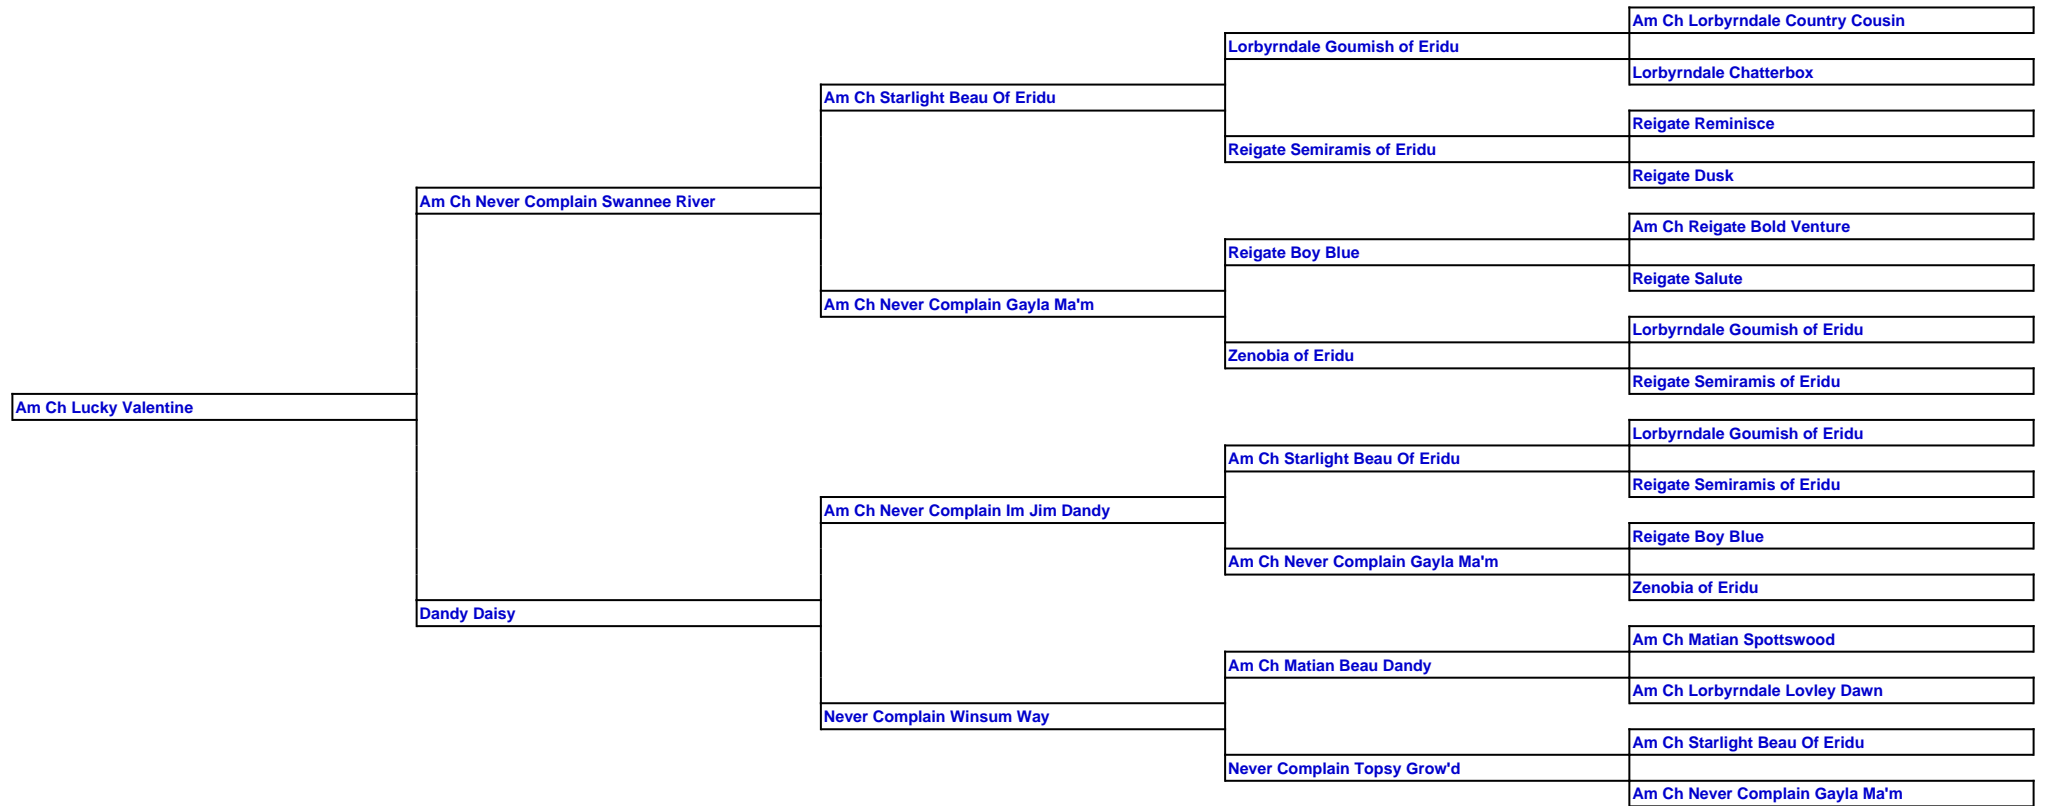 Am Ch Lorbyrndale Country Cousin
Lorbyrndale Goumish of Eridu
Lorbyrndale Chatterbox
Am Ch Starlight Beau Of Eridu
Reigate Reminisce
Reigate Semiramis of Eridu
Reigate Dusk
Am Ch Never Complain Swannee River
Am Ch Reigate Bold Venture
Reigate Boy Blue
Reigate Salute
Am Ch Never Complain Gayla Ma'm
Lorbyrndale Goumish of Eridu
Zenobia of Eridu
Reigate Semiramis of Eridu
Am Ch Lucky Valentine
Lorbyrndale Goumish of Eridu
Am Ch Starlight Beau Of Eridu
Reigate Semiramis of Eridu
Am Ch Never Complain Im Jim Dandy
Reigate Boy Blue
Am Ch Never Complain Gayla Ma'm
Zenobia of Eridu
Dandy Daisy
Am Ch Matian Spottswood
Am Ch Matian Beau Dandy
Am Ch Lorbyrndale Lovley Dawn
Never Complain Winsum Way
Am Ch Starlight Beau Of Eridu
Never Complain Topsy Grow'd
Am Ch Never Complain Gayla Ma'm